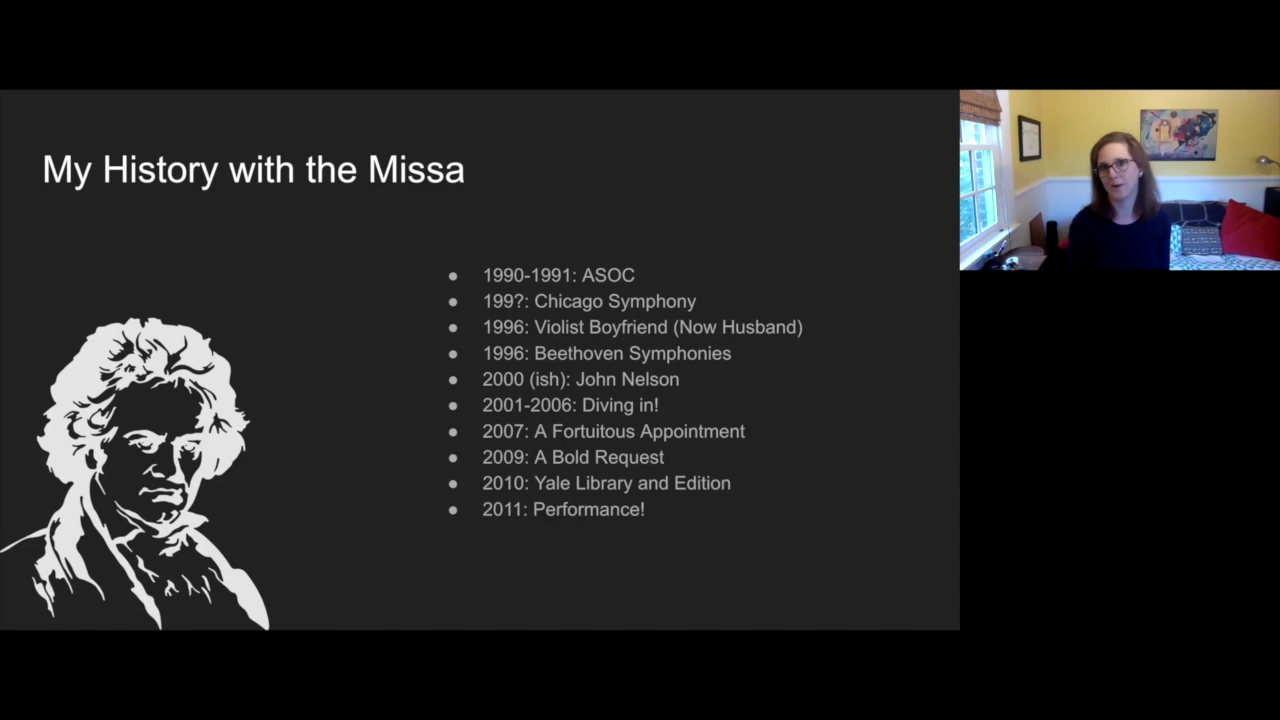 My History with the Missa
● 1990-1991: ASOC
● 199?: Chicago Symphony
● 1996: Violist Boyfriend (Now Husband)
● 1996: Beethoven Symphonies
● 2000 (ish): John Nelson
● 2001-2006: Diving in!
● 2007: A Fortuitous Appointment
● 2009: A Bold Request
● 2010: Yale Library and Edition
● 2011: Performance!